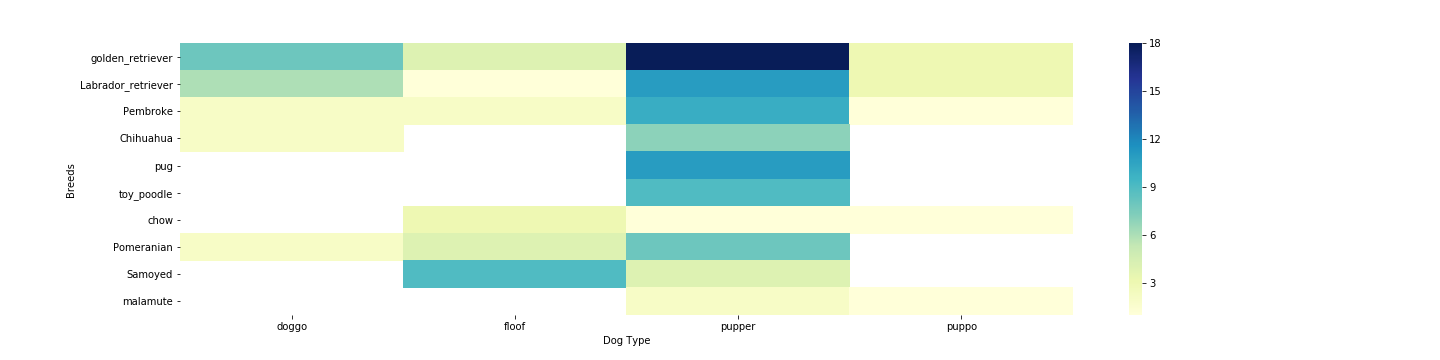 golden_retriever
Labrador_retriever
Pembroke
Chihuahua
pug
toy_poodle
chow
Pomeranian
Samoyed
malamute
Breeds
doggo floof pupper puppo
Dog Type
18
15
12
9
6
3